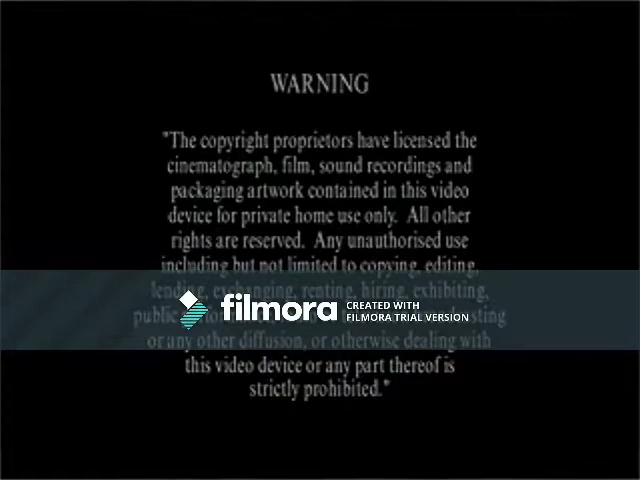 WARNING
"The copyright proprietors have licensed the
cinematograph, film, sound recordings and
packaging artwork contained in this video
device for private home use only. All other
rights are reserved. Any unauthorised use
including but not limited to copying, editing,
lending, exchanging, renting, hiring, exhibiting,
public
filmora
CREATED WITH
FILMORA TRIAL VERSION
or any other diffusion, or otherwise dealing with
this video device or any part thereof is
strictly prohibited."